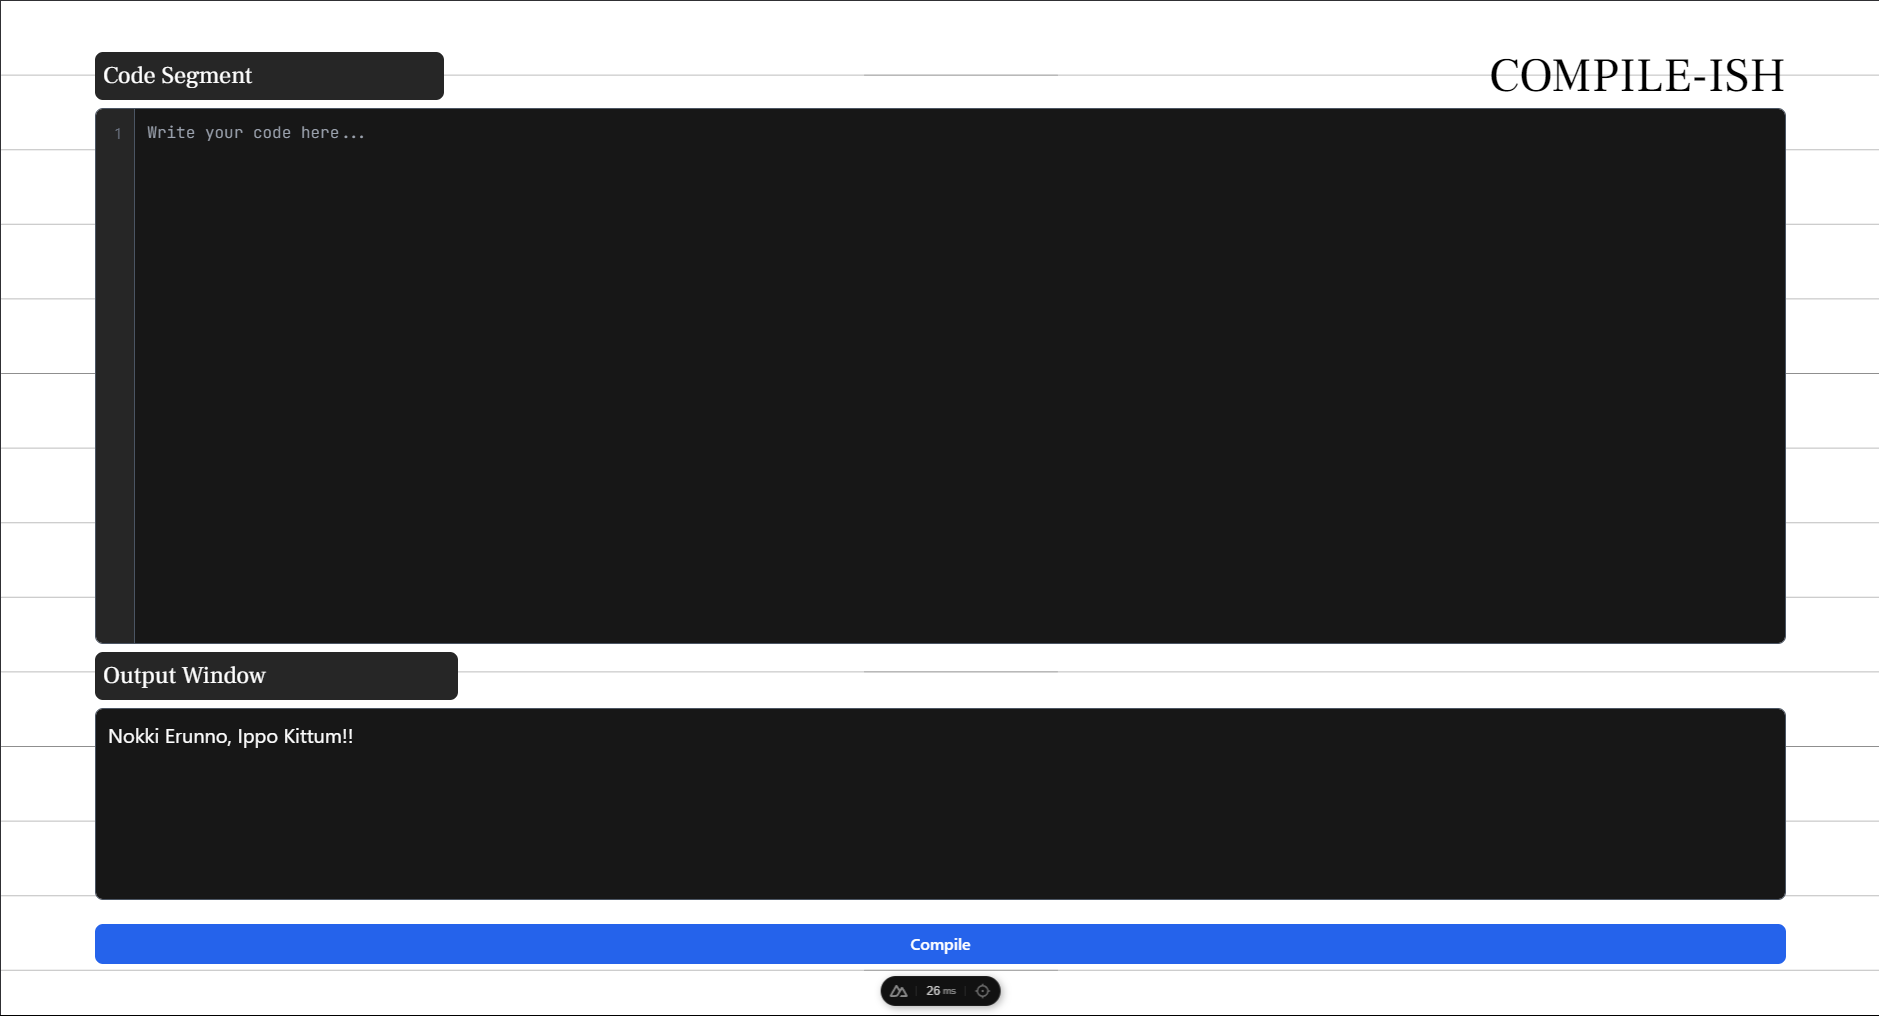 Code Segment
COMPILE-ISH
1
Write your code here...
Output Window
Nokki Erunno, Ippo Kittum!!
Compile
26 ms